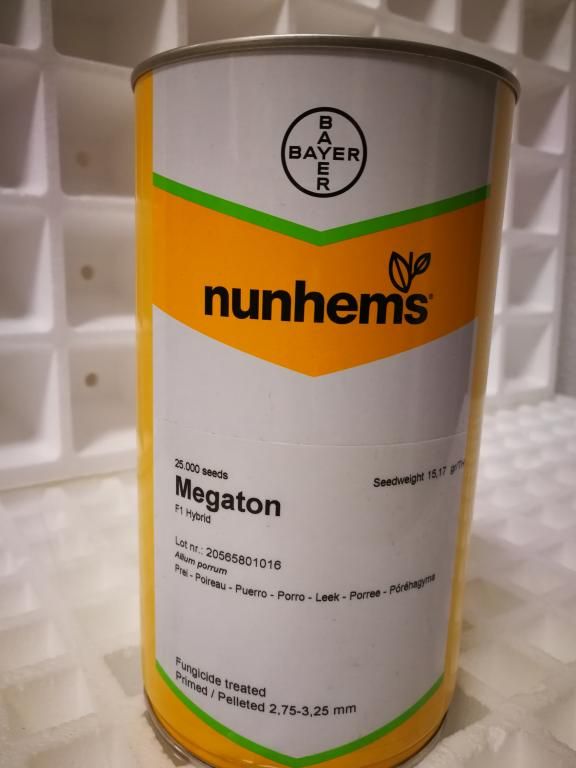 BAYER
BAYER
nunhems
25.000 seeds
Seedweight 15,17
Megaton
F1 Hybrid
Lot nr.: 20565801016
Allium porrum
Prei - Poireau - Puerro - Porro - Leek - Porree - Póréhagyma
Fungicide treated
Primed / Pelleted 2,75-3,25 mm